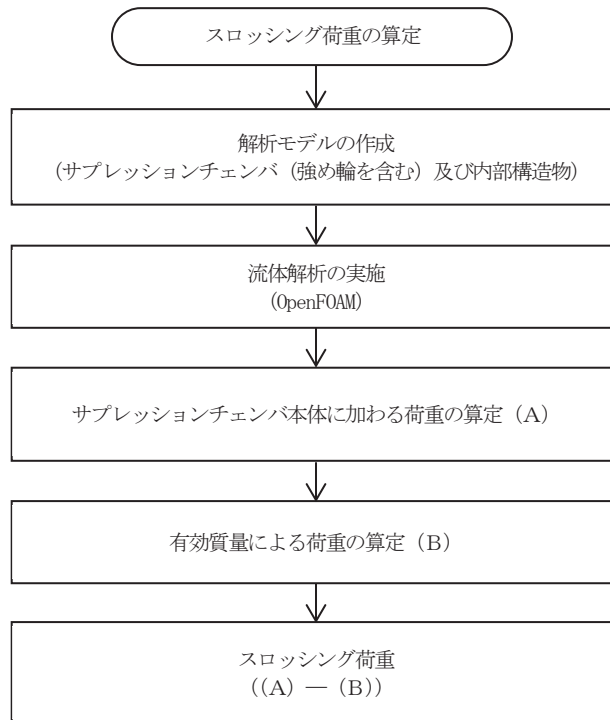 スロッシング荷重の算定
解析モデルの作成
(サプレッションチェンバ（強め輪を含む）及び内部構造物)
流体解析の実施
(OpenFOAM)
サプレッションチェンバ本体に加わる荷重の算定（A）
有効質量による荷重の算定（B）
スロッシング荷重
((A) ― (B))